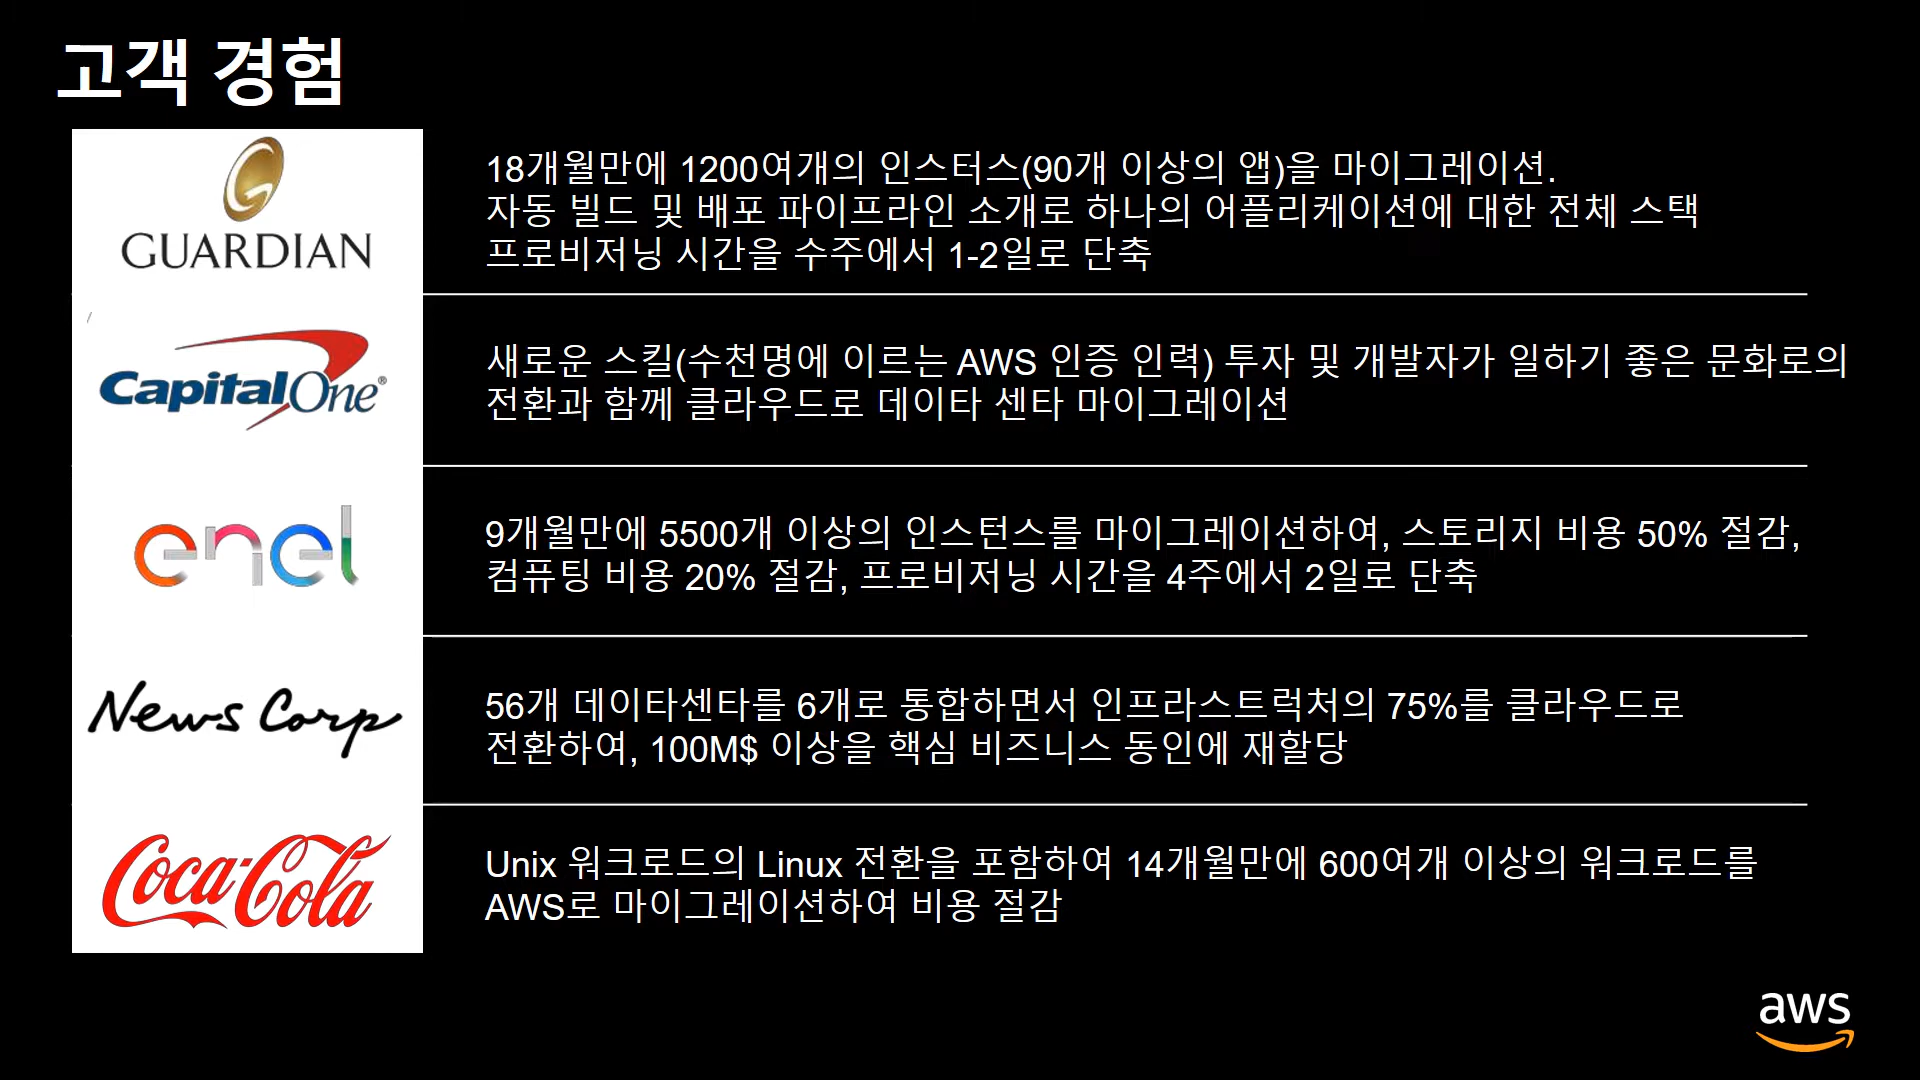 고객 경험
GUARDIAN
18개월만에 1200여개의 인스터스(90개 이상의 앱)을 마이그레이션.
자동 빌드 및 배포 파이프라인 소개로 하나의 어플리케이션에 대한 전체 스택
프로비저닝 시간을 수주에서 1-2일로 단축
CapitalOne®
새로운 스킬(수천명에 이르는 AWS 인증 인력) 투자 및 개발자가 일하기 좋은 문화로의
전환과 함께 클라우드로 데이타 센타 마이그레이션
enel
9개월만에 5500개 이상의 인스턴스를 마이그레이션하여, 스토리지 비용 50% 절감,
컴퓨팅 비용 20% 절감, 프로비저닝 시간을 4주에서 2일로 단축
News Corp
56개 데이타센타를 6개로 통합하면서 인프라스트럭처의 75%를 클라우드로
전환하여, 100M$ 이상을 핵심 비즈니스 동인에 재할당
Coca-Cola
Unix 워크로드의 Linux 전환을 포함하여 14개월만에 600여개 이상의 워크로드를
AWS로 마이그레이션하여 비용 절감
aws